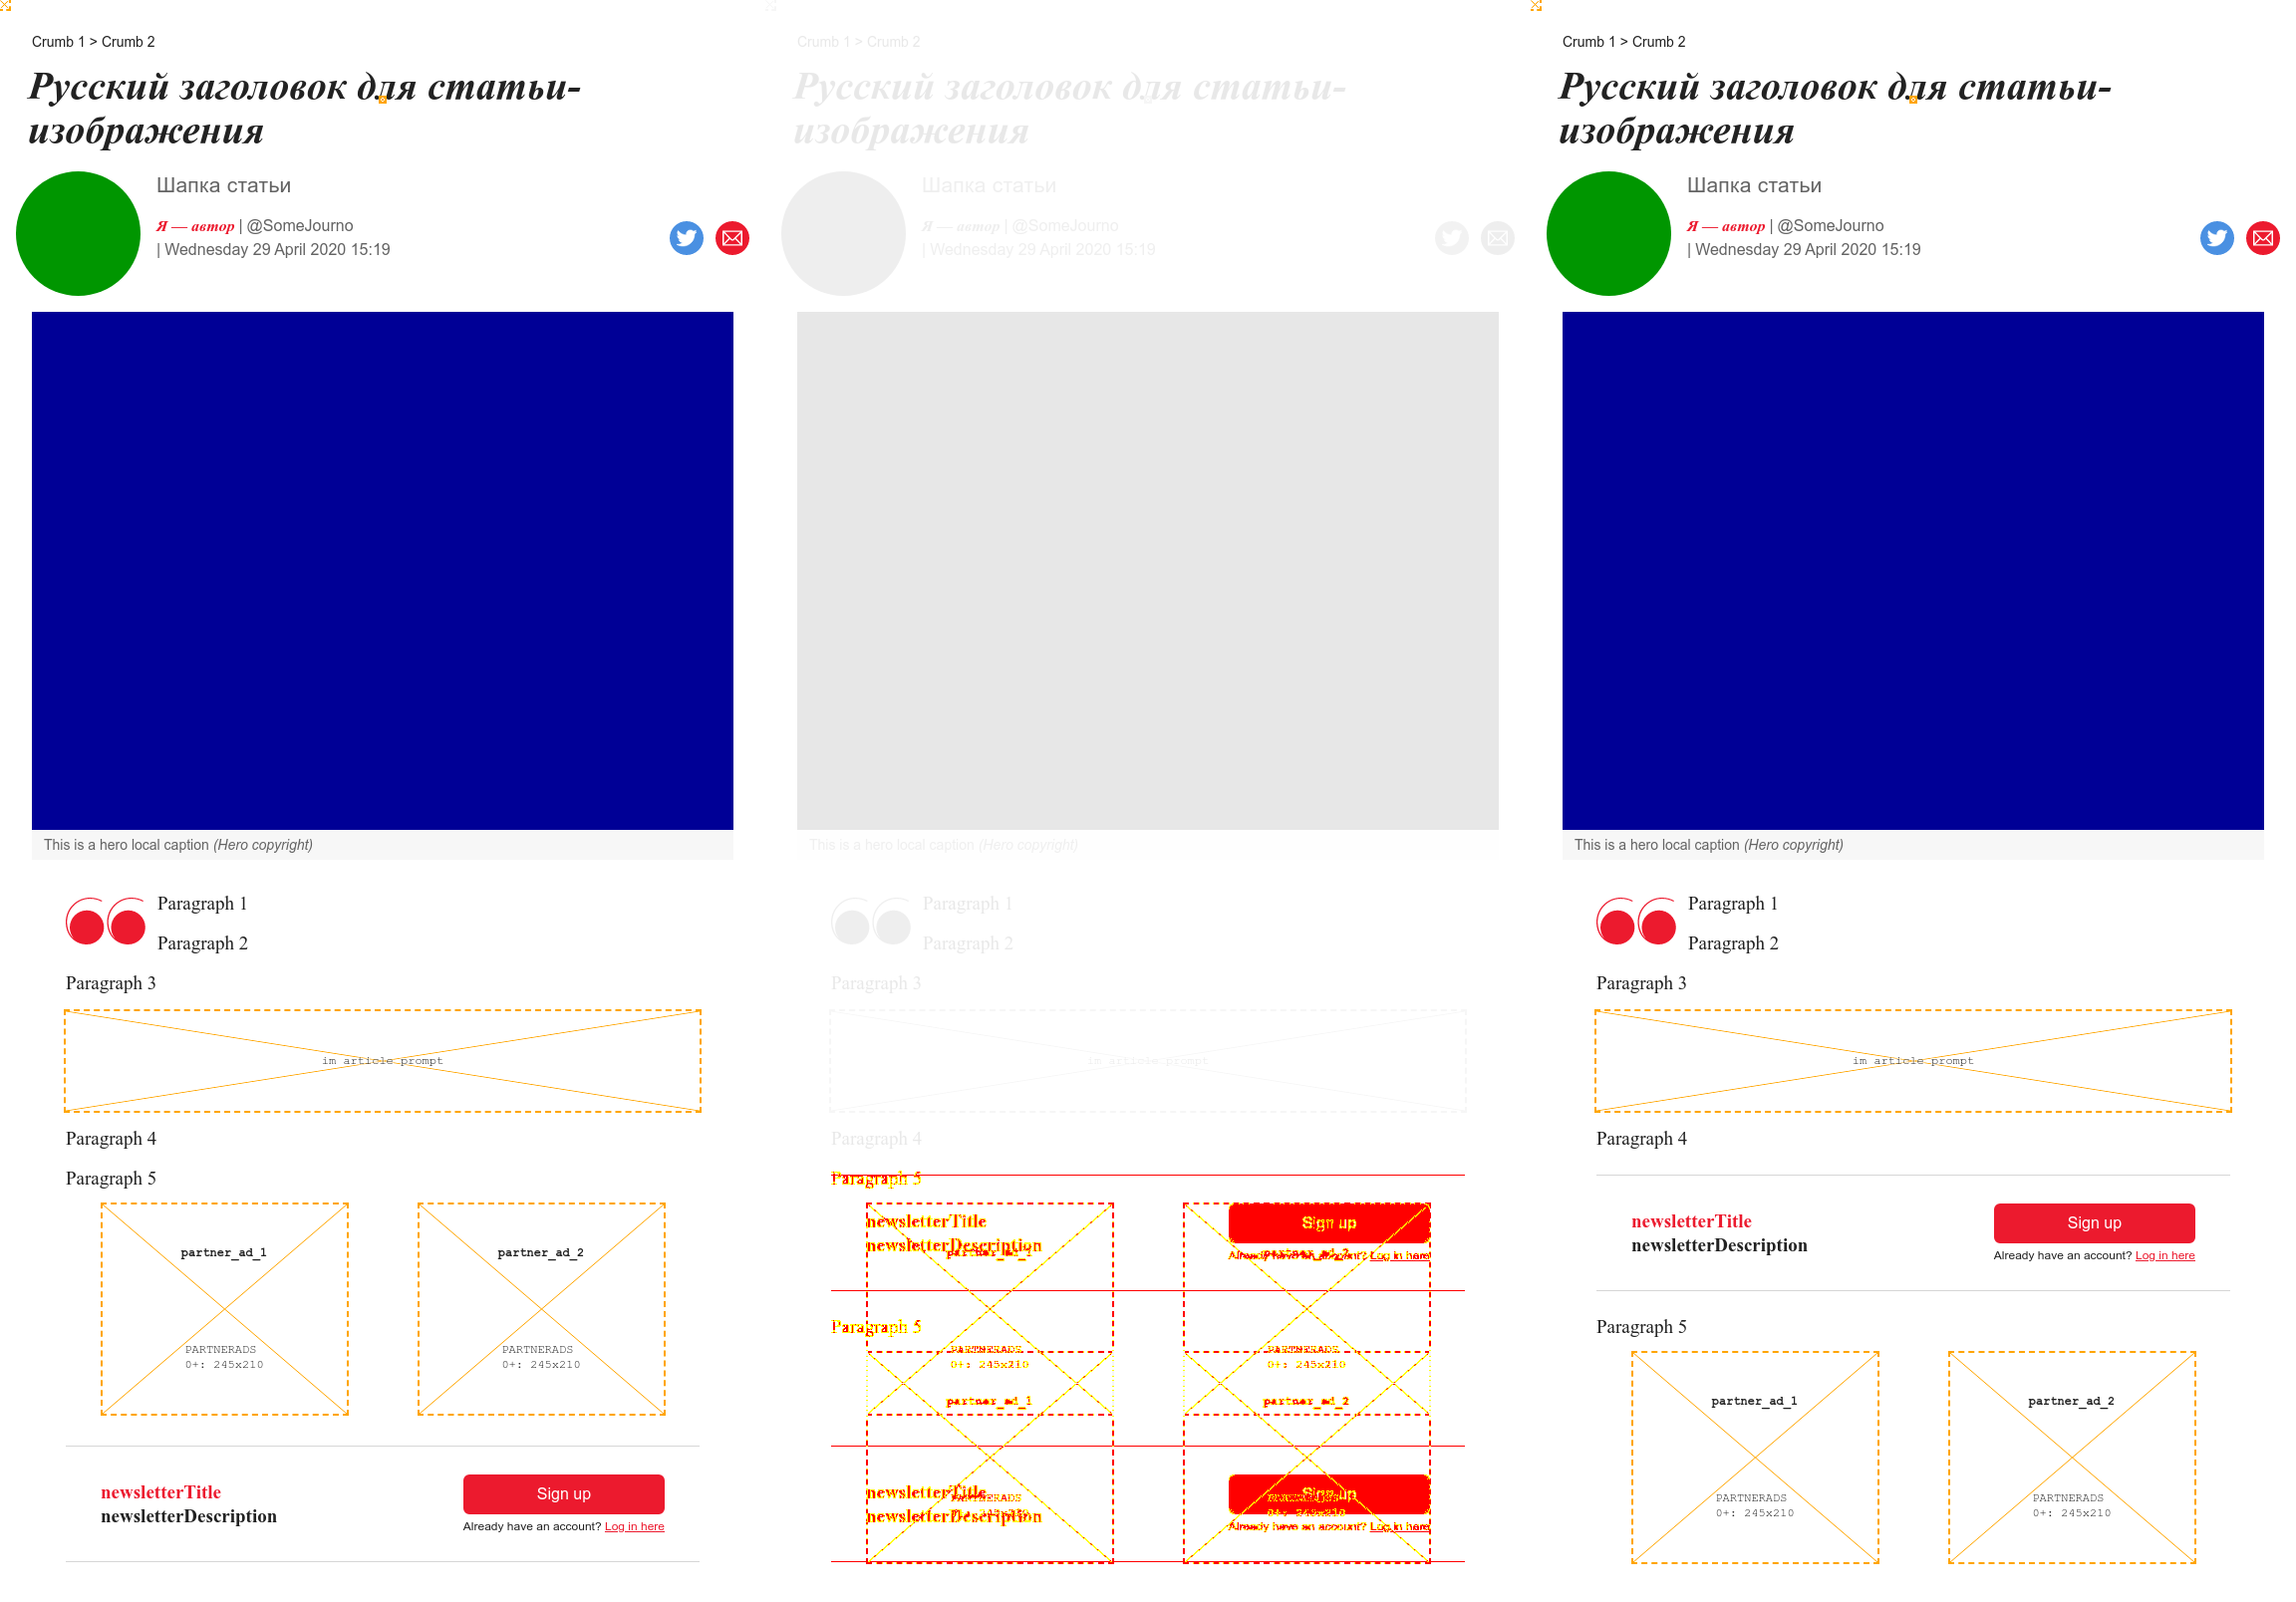 Crumb 1 > Crumb 2
Русский заголовок для статьи-
изображения
Шапка статьи
Я — автор | @SomeJourno
| Wednesday 29 April 2020 15:19
This is a hero local caption (Hero copyright)
Paragraph 1
Paragraph 2
Paragraph 3
im article prompt
Paragraph 4
Paragraph 5
partner_ad_1
PARTNERADS
0+: 245x210
partner_ad_2
PARTNERADS
0+: 245x210
newsletterTitle
newsletterDescription
Sign up
Already have an account? Log in here
Crumb 1 > Crumb 2
Русский заголовок для статьи-
изображения
Шапка статьи
Я — автор | @SomeJourno
| Wednesday 29 April 2020 15:19
This is a hero local caption (Hero copyright)
Paragraph 1
Paragraph 2
Paragraph 3
im article prompt
Paragraph 4
Paragraph 5
newsletterTitle
newsletterDescription
partner_ad_1
Sign up
Already have an account? Log in here
partner_ad_2
Paragraph 5
PARTNERADS
0+: 245x210
PARTNERADS
0+: 245x210
partner_ad_1
partner_ad_2
newsletterTitle
newsletterDescription
PARTNERADS
Sign up
Already have an account? Log in here
Crumb 1 > Crumb 2
Русский заголовок для статьи-
изображения
Шапка статьи
Я — автор | @SomeJourno
| Wednesday 29 April 2020 15:19
This is a hero local caption (Hero copyright)
Paragraph 1
Paragraph 2
Paragraph 3
im article prompt
Paragraph 4
newsletterTitle
newsletterDescription
Sign up
Already have an account? Log in here
Paragraph 5
partner_ad_1
PARTNERADS
0+: 245x210
partner_ad_2
PARTNERADS
0+: 245x210